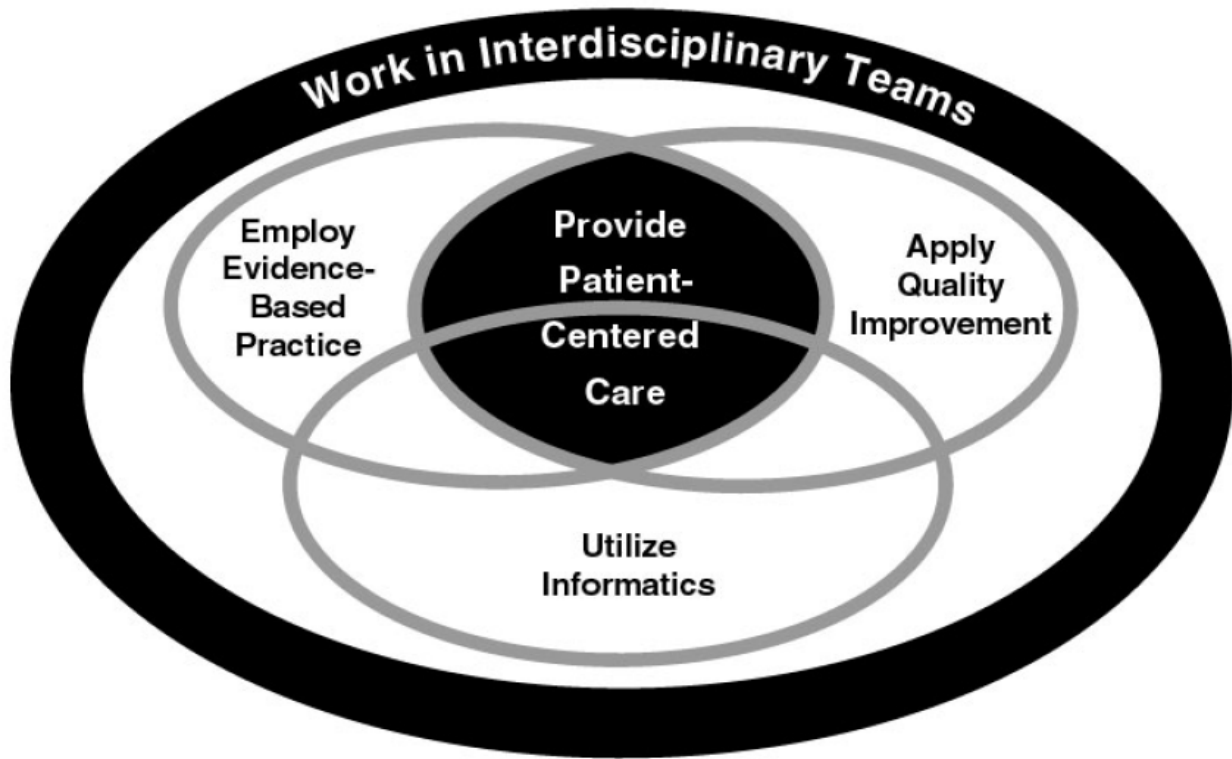 Work in Interdisciplinary Teams
Employ
Evidence-
Based
Practice
Provide
Patient-
Centered
Care
Apply
Quality
Improvement
Utilize
Informatics